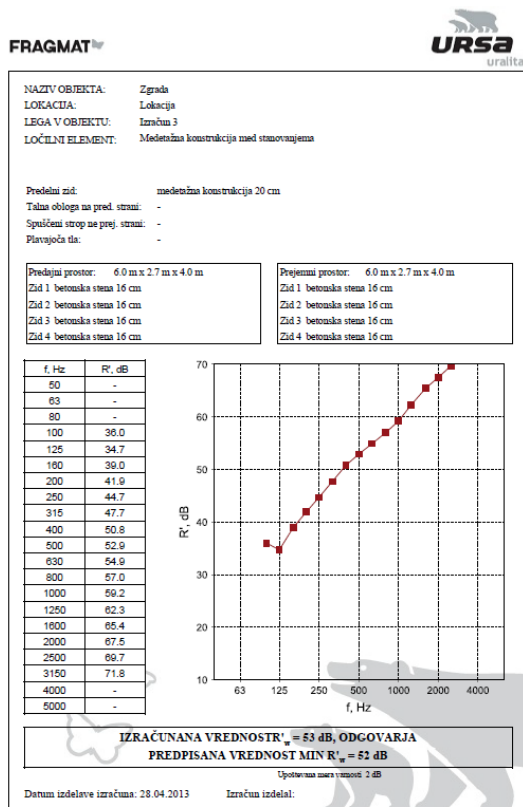 FRAGMAT
URSA
uralita
NAZIV OBJEKTA: Zgrada
LOKACIJA: Lokacija
LEGA V OBJEKTU: Izračun 3
LOČILNI ELEMENT: Medetažna konstrukcija med stanovanjema
Predelni zid: medetažna konstrukcija 20 cm
Talna obloga na pred. strani: -
Spuščeni strop ne prej. strani: -
Plavajoča tla: -
Predajni prostor: 6.0 m x 2.7 m x 4.0 m
Zid 1 betonska stena 16 cm
Zid 2 betonska stena 16 cm
Zid 3 betonska stena 16 cm
Zid 4 betonska stena 16 cm
Prejemni prostor: 6.0 m x 2.7 m x 4.0 m
Zid 1 betonska stena 16 cm
Zid 2 betonska stena 16 cm
Zid 3 betonska stena 16 cm
Zid 4 betonska stena 16 cm
f, Hz R', dB
50 -
63 -
80 -
100 36.0
125 34.7
160 39.0
200 41.9
250 44.7
315 47.7
400 50.8
500 52.9
630 54.9
800 57.0
1000 59.2
1250 62.3
1600 65.4
2000 67.5
2500 69.7
3150 71.8
4000 -
5000 -
70
60
50
40
30
20
10
R', dB
63 125 250 500 1000 2000 4000
f, Hz
IZRAČUNANA VREDNOSTR'w = 53 dB, ODGOVARJA
PREDPISANA VREDNOST MIN R'w = 52 dB
Upoštevana mera varnosti 2 dB
Datum izdelave izračuna: 28.04.2013 Izračun izdelal: